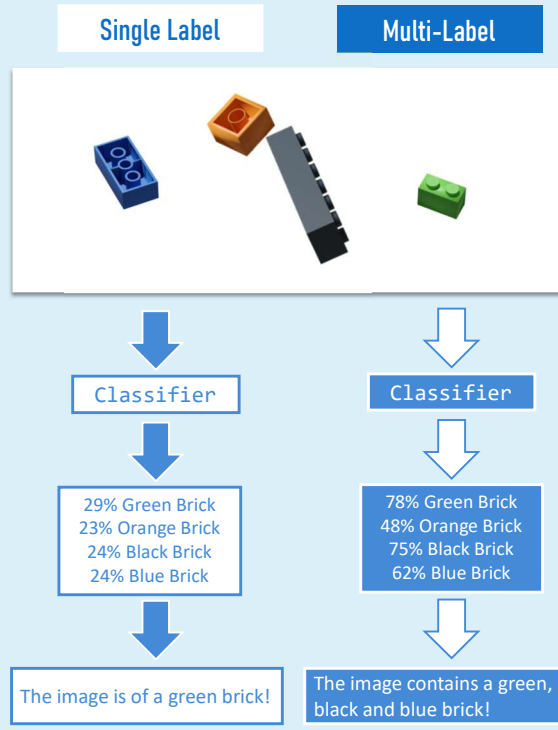 Single Label
Multi-Label
Classifier
Classifier
29% Green Brick
23% Orange Brick
24% Black Brick
24% Blue Brick
78% Green Brick
48% Orange Brick
75% Black Brick
62% Blue Brick
The image is of a green brick!
The image contains a green,
black and blue brick!